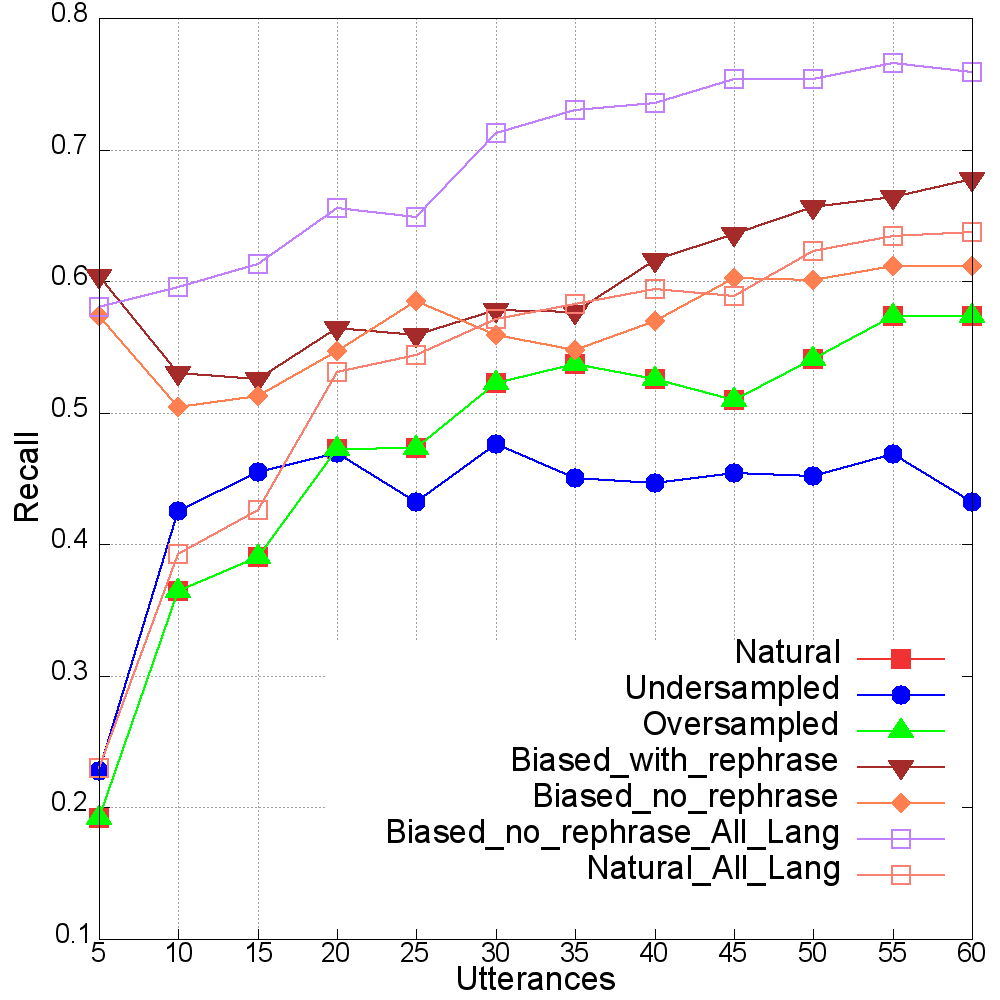 0.8
0.7
0.6
0.5
0.4
0.3
0.2
0.1
Recall
Natural
Undersampled
Oversampled
Biased_with_rephrase
Biased_no_rephrase
Biased_no_rephrase_All_Lang
Natural_All_Lang
5 10 15 20 25 30 35 40 45 50 55 60
Utterances